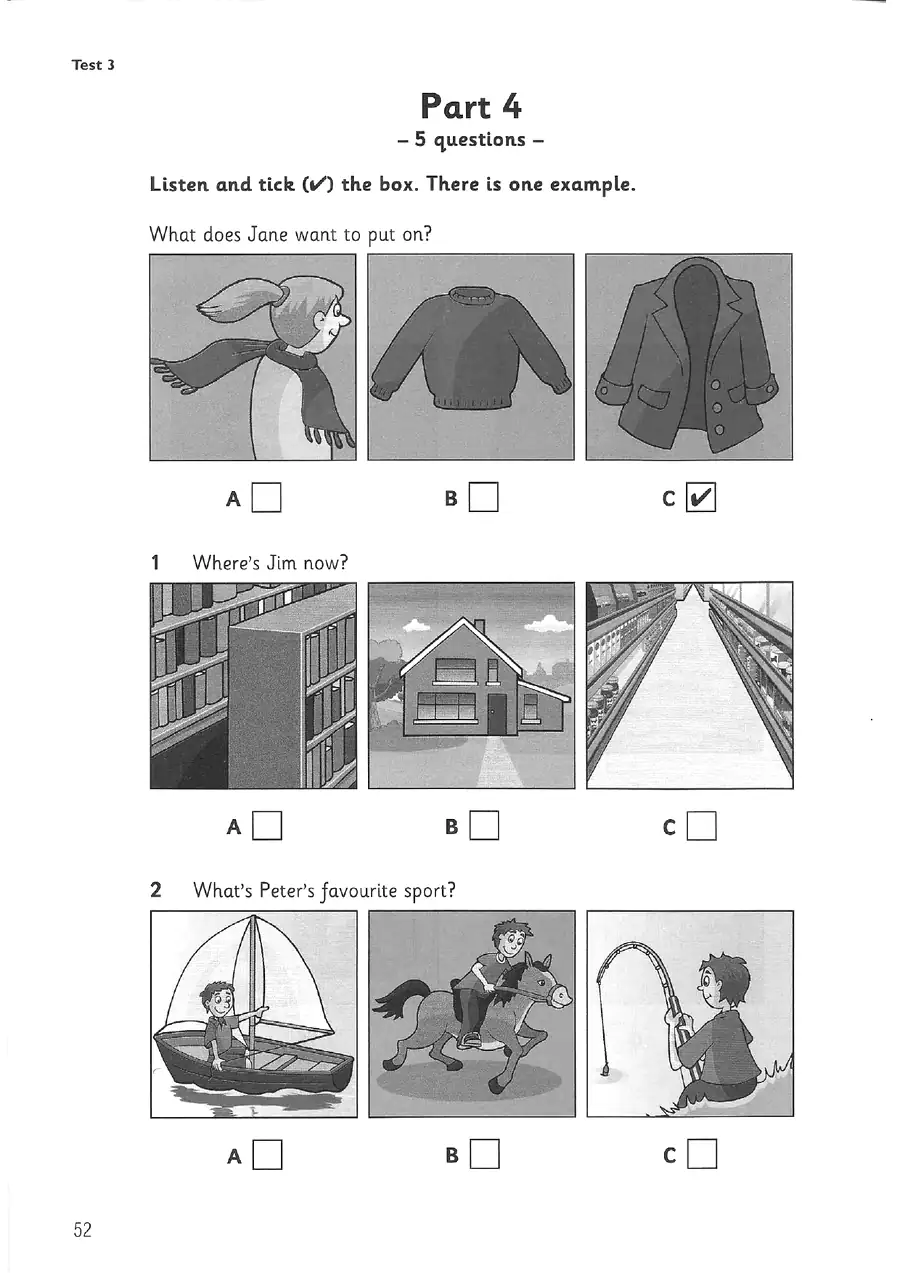 Test 3
Part 4
– 5 questions –
Listen and tick (✔) the box. There is one example.
What does Jane want to put on?
A B C ✔
1 Where's Jim now?
A B C
2 What's Peter's favourite sport?
A B C
52